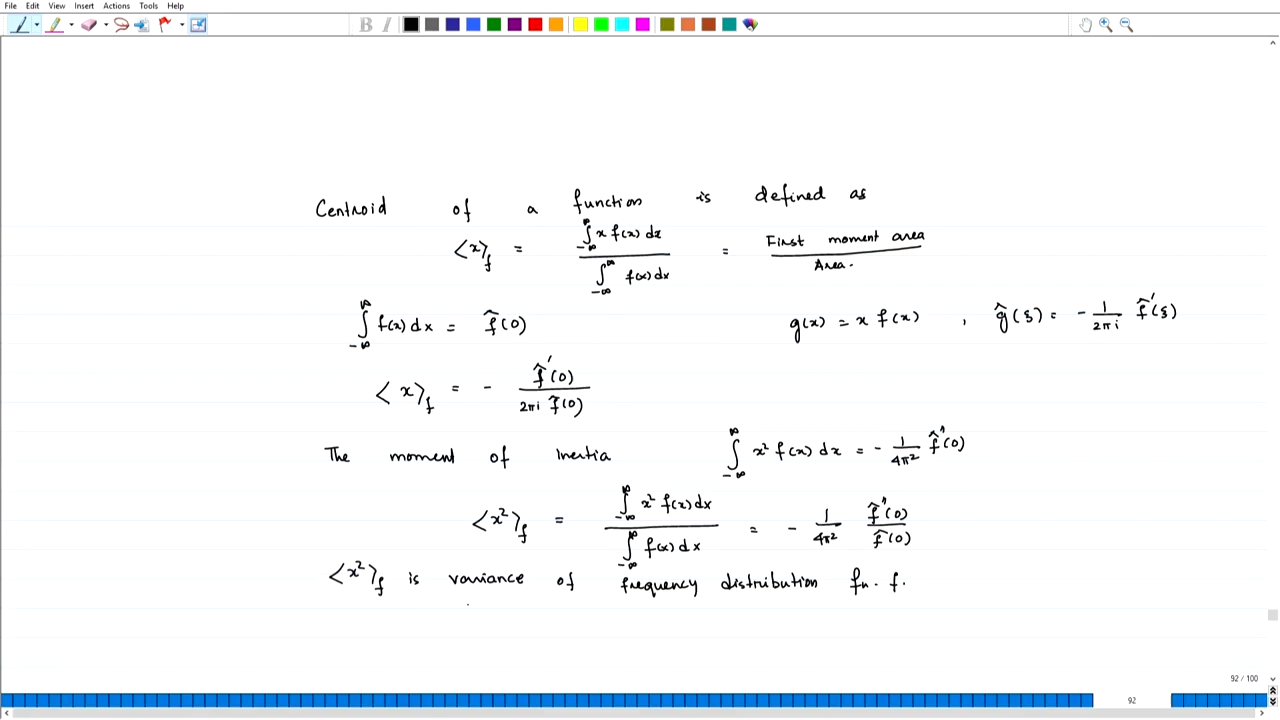 File Edit View Insert Actions Tools Help
B I
Centroid of a function is defined as
⟨x⟩_f = ∫_{-∞}^{∞} x f(x) dx / ∫_{-∞}^{∞} f(x) dx = First moment area / Area.
∫_{-∞}^{∞} f(x) dx = f̂(0) g(x) = x f(x) , ĝ(ξ) = - 1/(2πi) f̂'(ξ)
⟨x⟩_f = - f̂'(0) / (2πi f̂(0))
The moment of Inertia ∫_{-∞}^{∞} x² f(x) dx = - 1/(4π²) f̂''(0)
⟨x²⟩_f = ∫_{-∞}^{∞} x² f(x) dx / ∫_{-∞}^{∞} f(x) dx = - 1/(4π²) f̂''(0) / f̂(0)
⟨x²⟩_f is variance of frequency distribution fn. f.
92 / 100
92